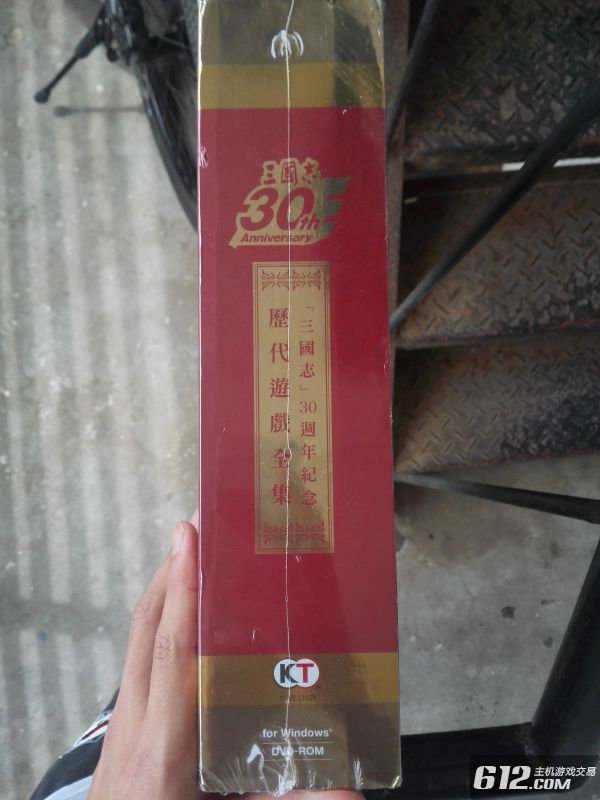 三國志
30th
Anniversary
「三國志」30週年紀念
歷代遊戲全集
KT
for Windows®
DVD-ROM
612.COM
主机游戏交易